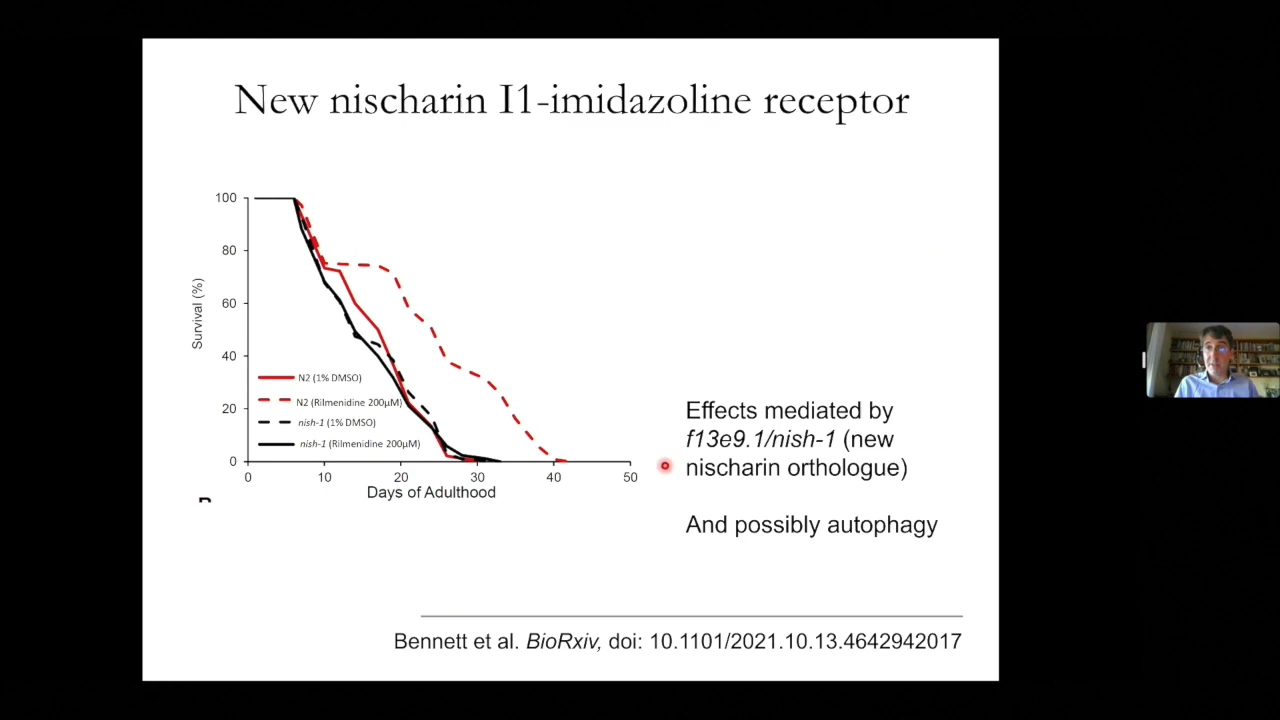 New nischarin I1-imidazoline receptor
100
80
60
40
20
0
Survival (%)
N2 (1% DMSO)
N2 (Rilmenidine 200µM)
nish-1 (1% DMSO)
nish-1 (Rilmenidine 200µM)
0 10 20 30 40 50
Days of Adulthood
Effects mediated by
f13e9.1/nish-1 (new
nischarin orthologue)
And possibly autophagy
Bennett et al. BioRxiv, doi: 10.1101/2021.10.13.4642942017